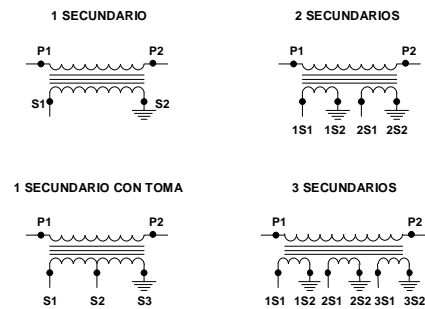 1 SECUNDARIO
P1 P2
S1 S2
2 SECUNDARIOS
P1 P2
1S1 1S2 2S1 2S2
1 SECUNDARIO CON TOMA
P1 P2
S1 S2 S3
3 SECUNDARIOS
P1 P2
1S1 1S2 2S1 2S2 3S1 3S2